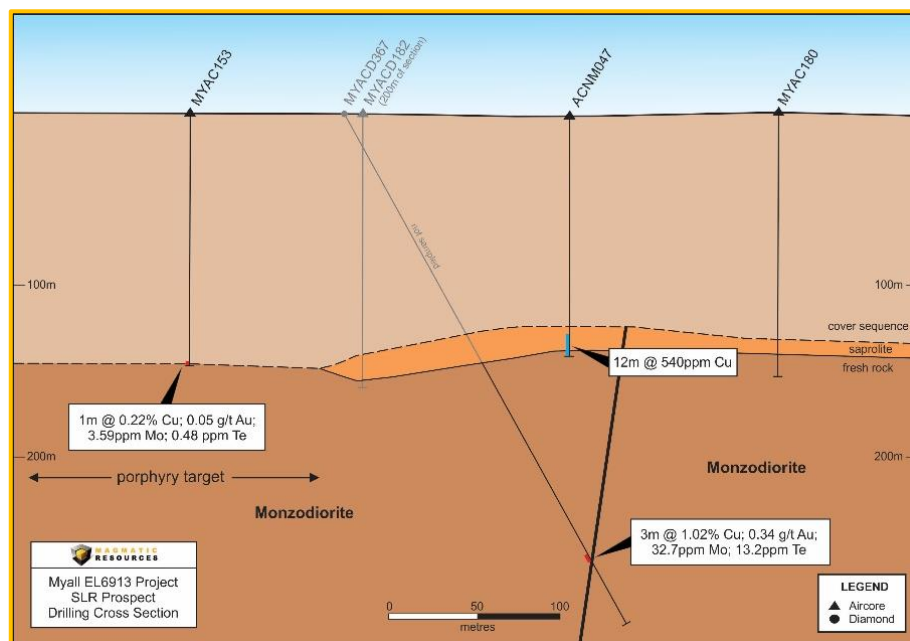 MYAC153
MYACD367
MYACD182
(200m of section)
ACNM047
MYAC180
not sampled
100m
100m
cover sequence
saprolite
fresh rock
12m @ 540ppm Cu
1m @ 0.22% Cu; 0.05 g/t Au;
3.59ppm Mo; 0.48 ppm Te
200m
200m
porphyry target
Monzodiorite
Monzodiorite
3m @ 1.02% Cu; 0.34 g/t Au;
32.7ppm Mo; 13.2ppm Te
MAGMATIC
RESOURCES
Myall EL6913 Project
SLR Prospect
Drilling Cross Section
0 50 100
metres
LEGEND
Aircore
Diamond